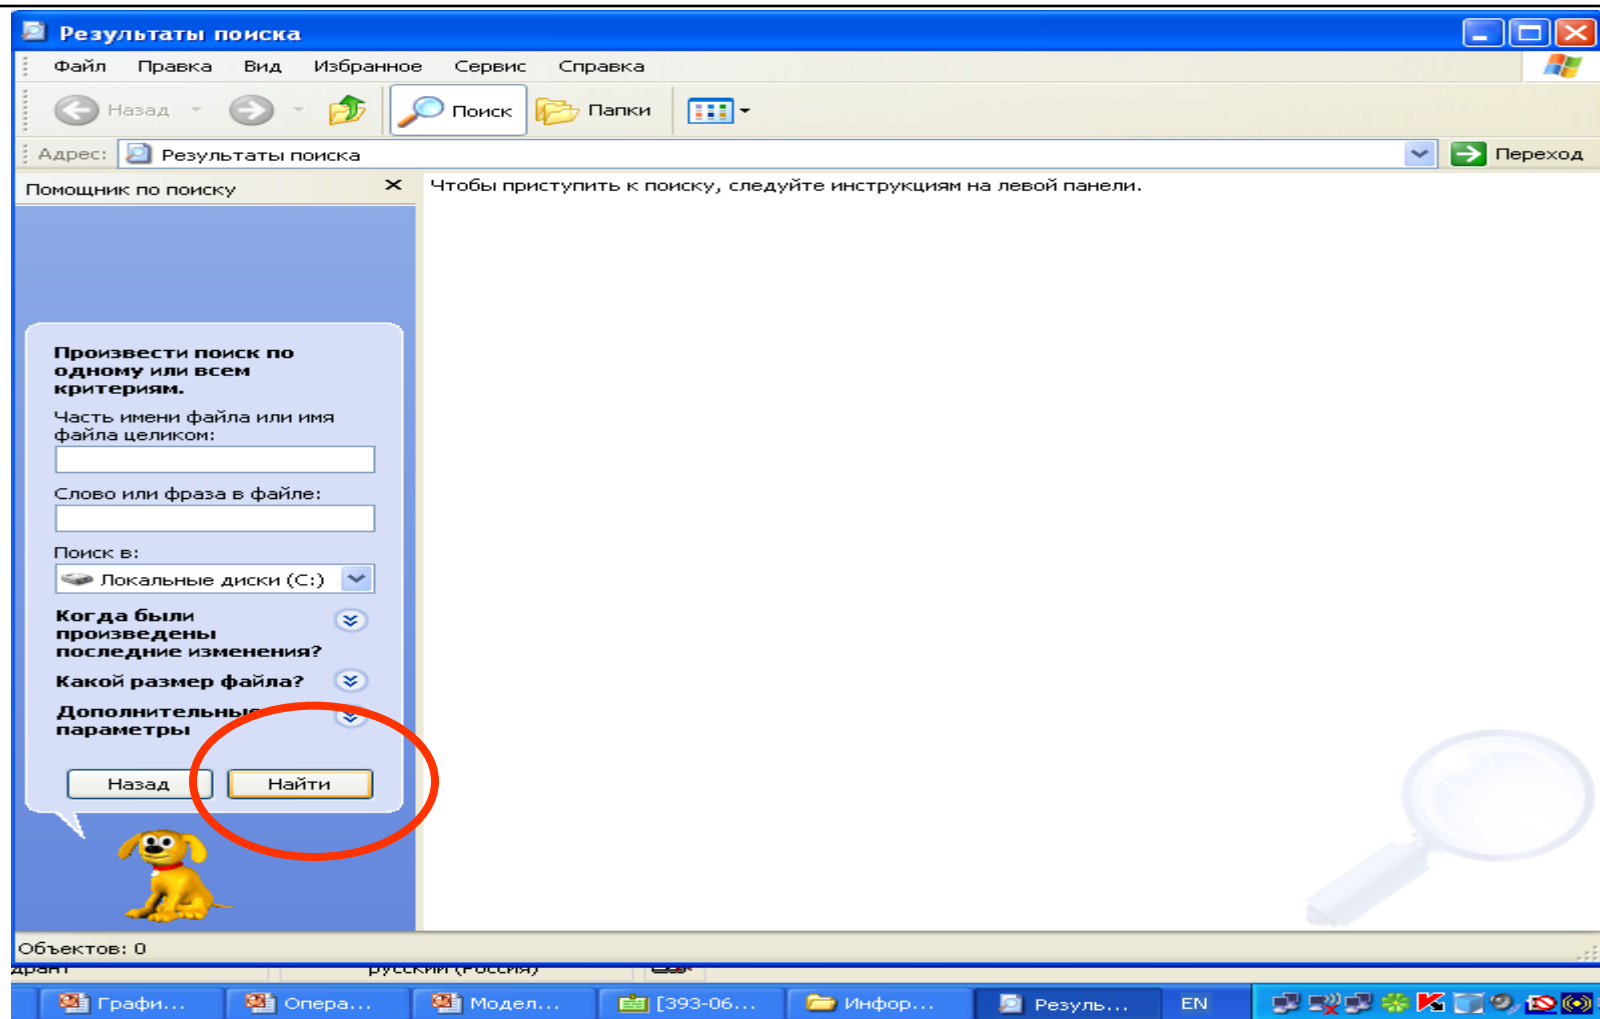 Результаты поиска
Файл Правка Вид Избранное Сервис Справка
Назад Поиск Папки
Адрес: Результаты поиска Переход
Помощник по поиску
Чтобы приступить к поиску, следуйте инструкциям на левой панели.
Произвести поиск по
одному или всем
критериям.
Часть имени файла или имя
файла целиком:
Слово или фраза в файле:
Поиск в:
Локальные диски (C:)
Когда были
произведены
последние изменения?
Какой размер файла?
Дополнительные
параметры
Назад Найти
Объектов: 0
русский (Россия)
Графи... Опера... Модел... [393-06... Инфор... Резуль... EN